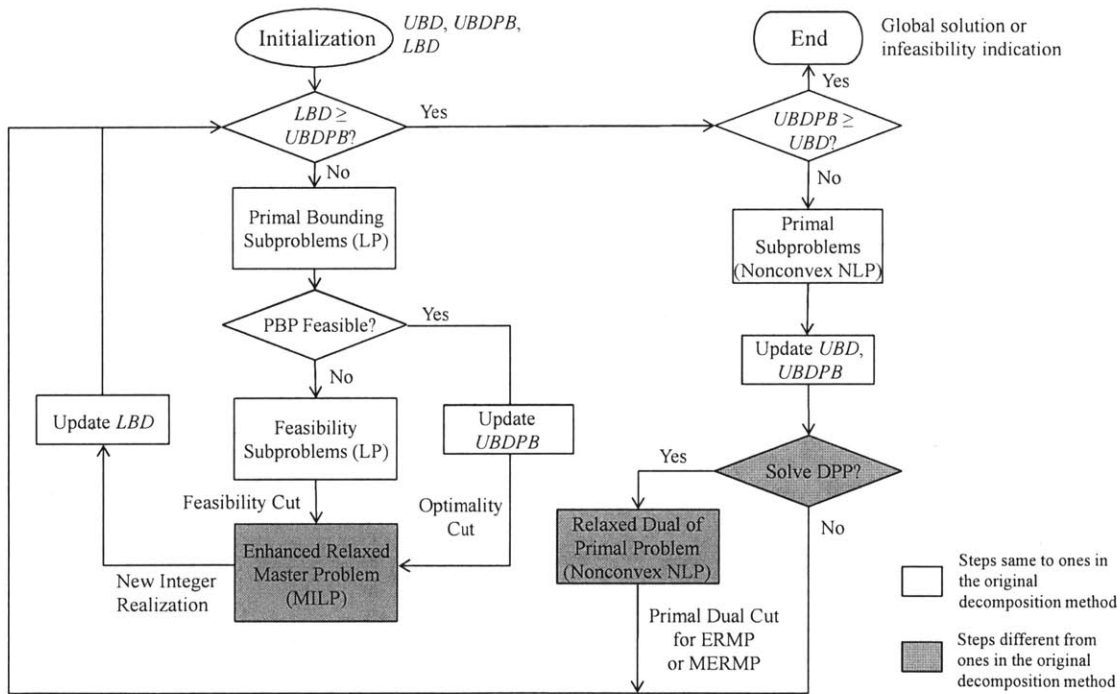 Initialization
UBD, UBDPB,
LBD
End
Global solution or
infeasibility indication
Yes
LBD ≥
UBDPB?
Yes
UBDPB ≥
UBD?
No
No
Primal Bounding
Subproblems (LP)
Primal
Subproblems
(Nonconvex NLP)
PBP Feasible?
Yes
Update UBD,
UBDPB
No
Update LBD
Feasibility
Subproblems (LP)
Update
UBDPB
Yes
Solve DPP?
Feasibility Cut
Optimality
Cut
No
Enhanced Relaxed
Master Problem
(MILP)
Relaxed Dual of
Primal Problem
(Nonconvex NLP)
New Integer
Realization
Primal Dual Cut
for ERMP
or MERMP
Steps same to ones in
the original
decomposition method
Steps different from
ones in the original
decomposition method